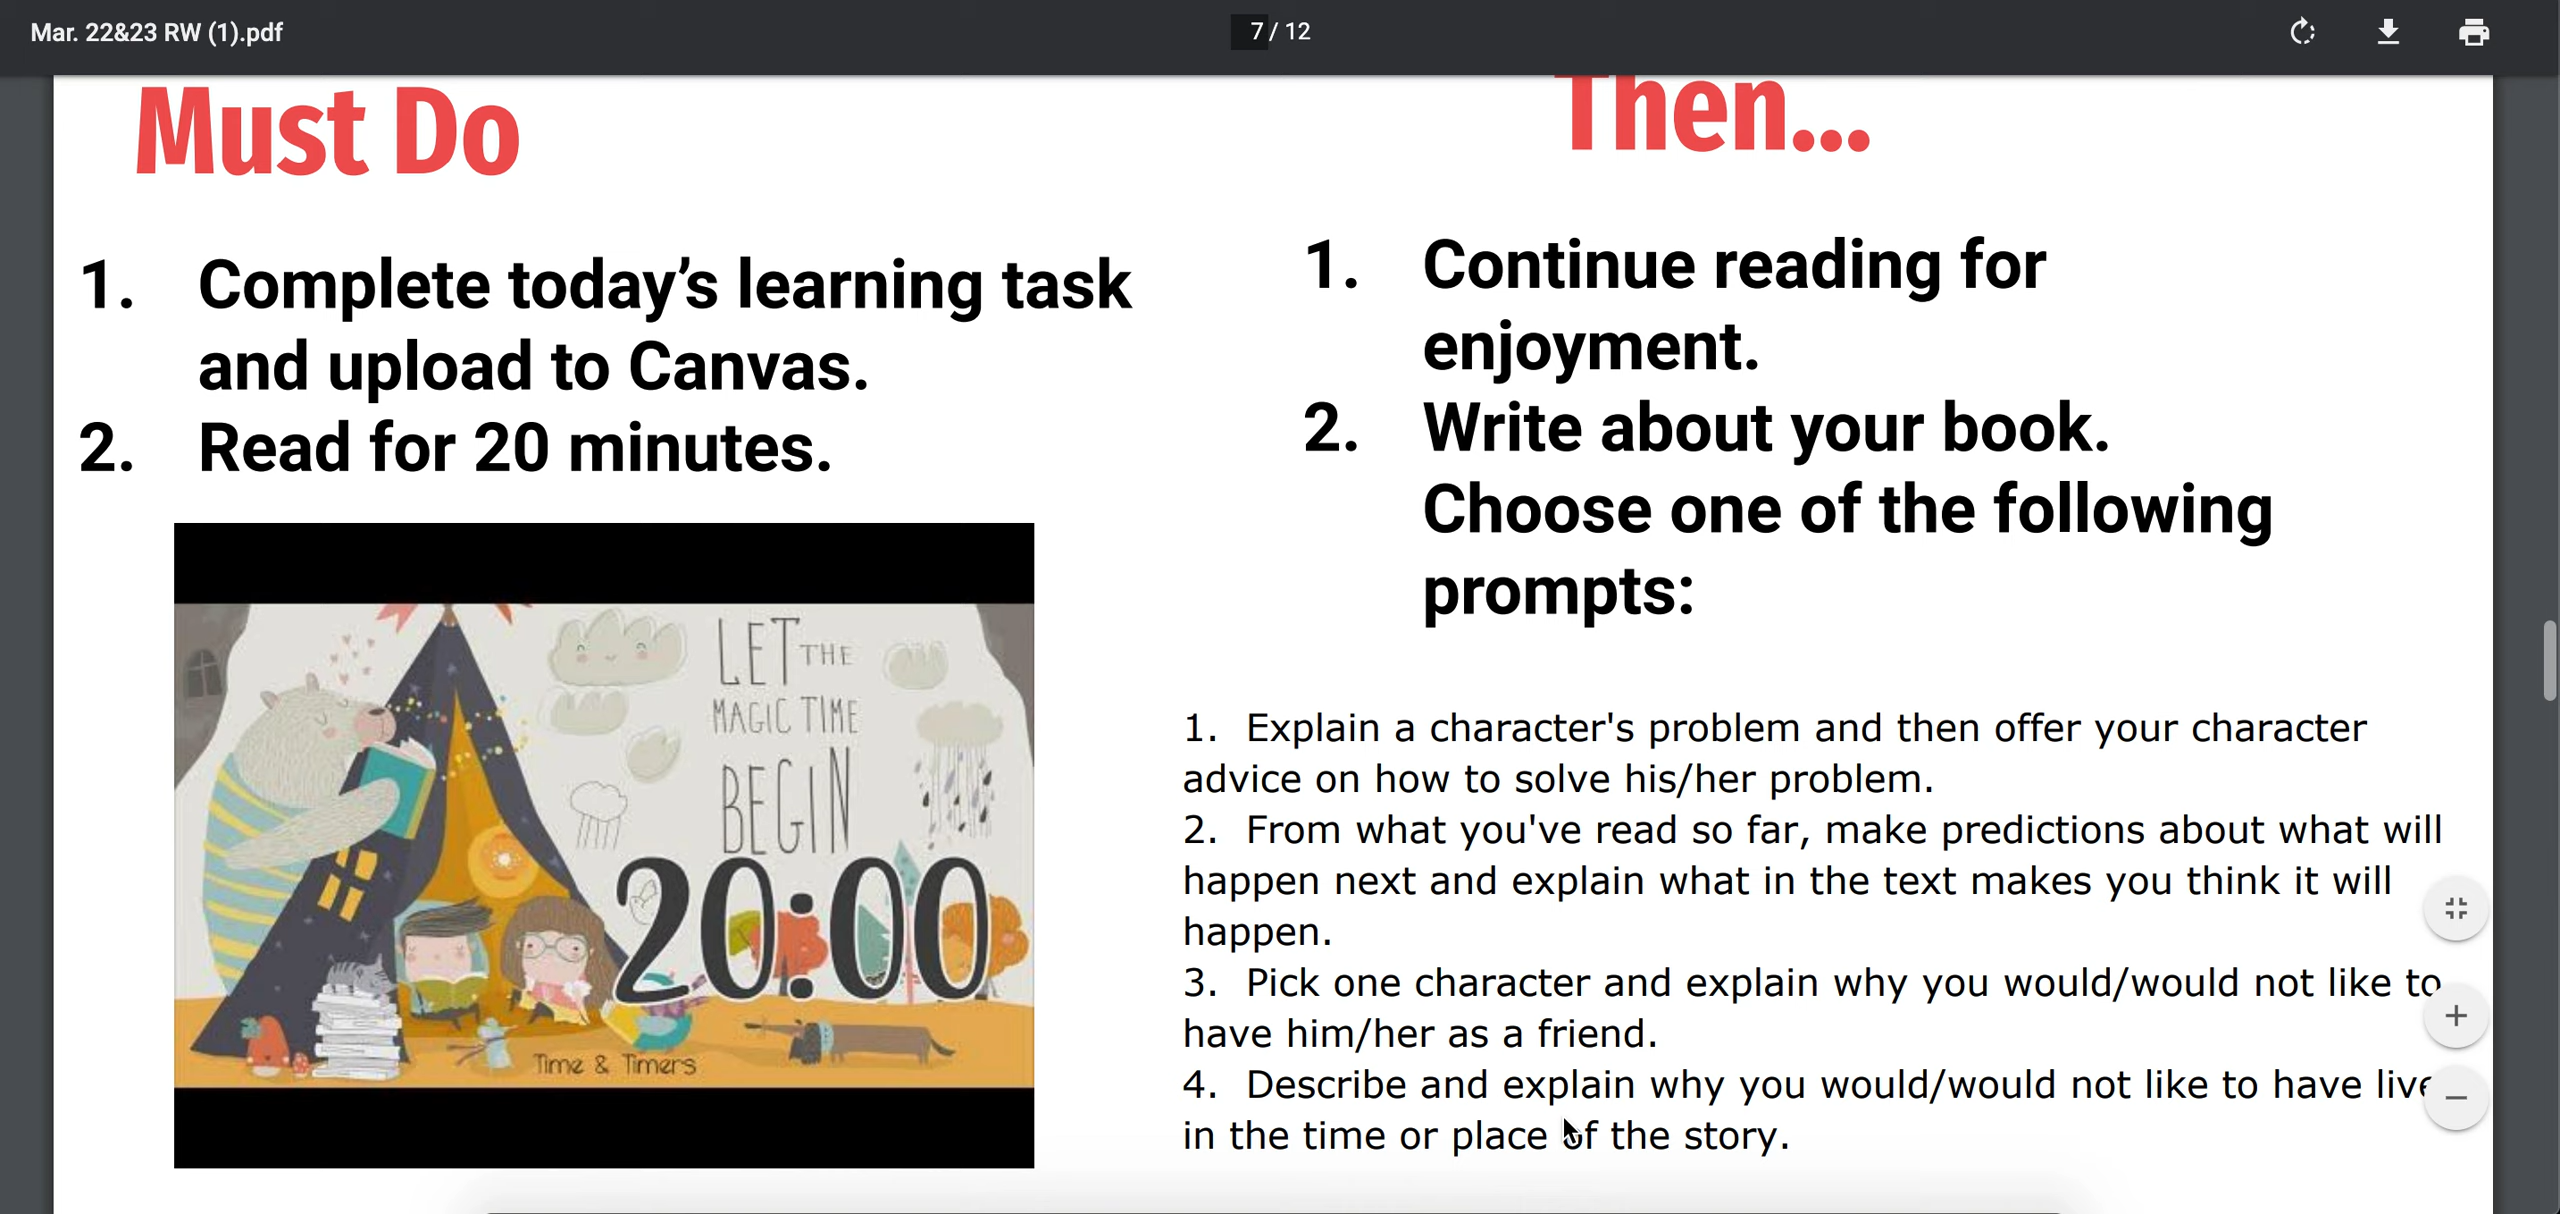 Mar. 22&23 RW (1).pdf
7 / 12
Must Do
1. Complete today’s learning task
and upload to Canvas.
2. Read for 20 minutes.
LET THE
MAGIC TIME
BEGIN
20:00
Time & Timers
Then...
1. Continue reading for
enjoyment.
2. Write about your book.
Choose one of the following
prompts:
1. Explain a character's problem and then offer your character
advice on how to solve his/her problem.
2. From what you've read so far, make predictions about what will
happen next and explain what in the text makes you think it will
happen.
3. Pick one character and explain why you would/would not like to
have him/her as a friend.
4. Describe and explain why you would/would not like to have live
in the time or place of the story.